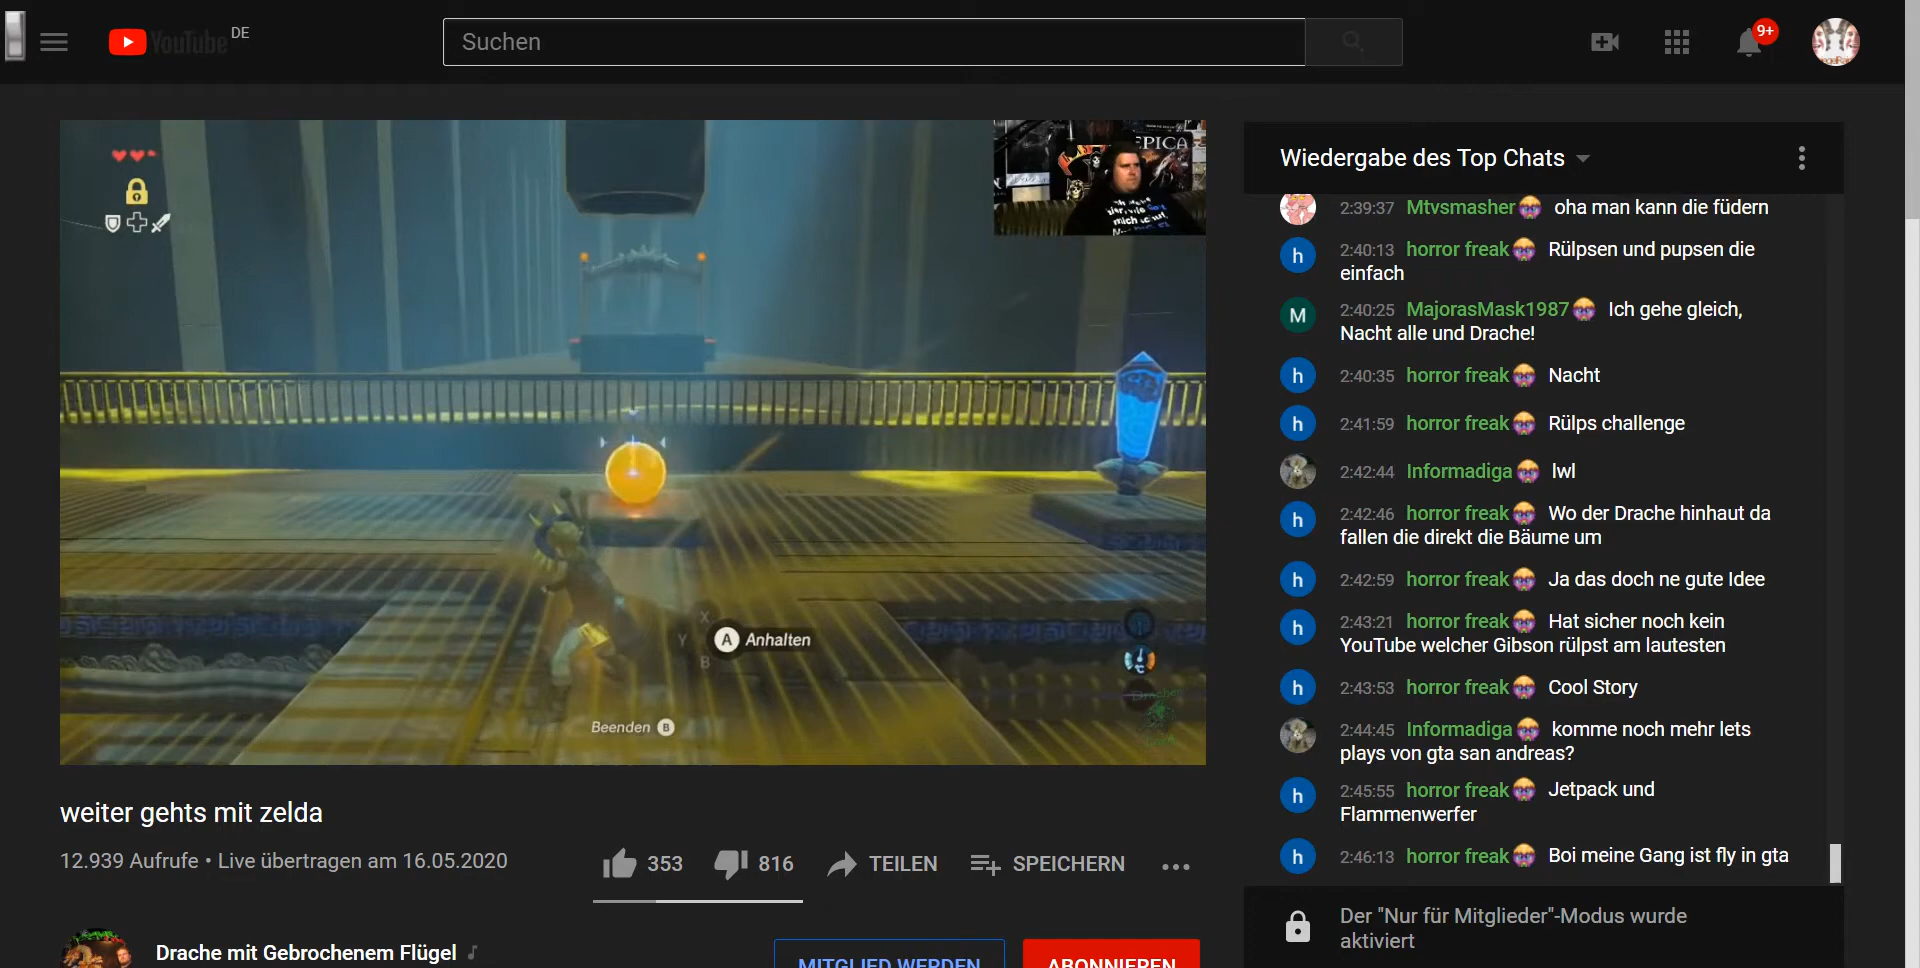 YouTube DE
Suchen
9+
EPICA
X
Y
A Anhalten
B
Beenden B
weiter gehts mit zelda
12.939 Aufrufe • Live übertragen am 16.05.2020
353
816
TEILEN
SPEICHERN
Drache mit Gebrochenem Flügel
MITGLIED WERDEN
ABONNIEREN
Wiedergabe des Top Chats
2:39:37 Mtvsmasher oha man kann die füdern
h
2:40:13 horror freak Rülpsen und pupsen die
einfach
M
2:40:25 MajorasMask1987 Ich gehe gleich,
Nacht alle und Drache!
h
2:40:35 horror freak Nacht
h
2:41:59 horror freak Rülps challenge
2:42:44 Informadiga lwl
h
2:42:46 horror freak Wo der Drache hinhaut da
fallen die direkt die Bäume um
h
2:42:59 horror freak Ja das doch ne gute Idee
h
2:43:21 horror freak Hat sicher noch kein
YouTube welcher Gibson rülpst am lautesten
h
2:43:53 horror freak Cool Story
2:44:45 Informadiga komme noch mehr lets
plays von gta san andreas?
h
2:45:55 horror freak Jetpack und
Flammenwerfer
h
2:46:13 horror freak Boi meine Gang ist fly in gta
Der "Nur für Mitglieder"-Modus wurde
aktiviert